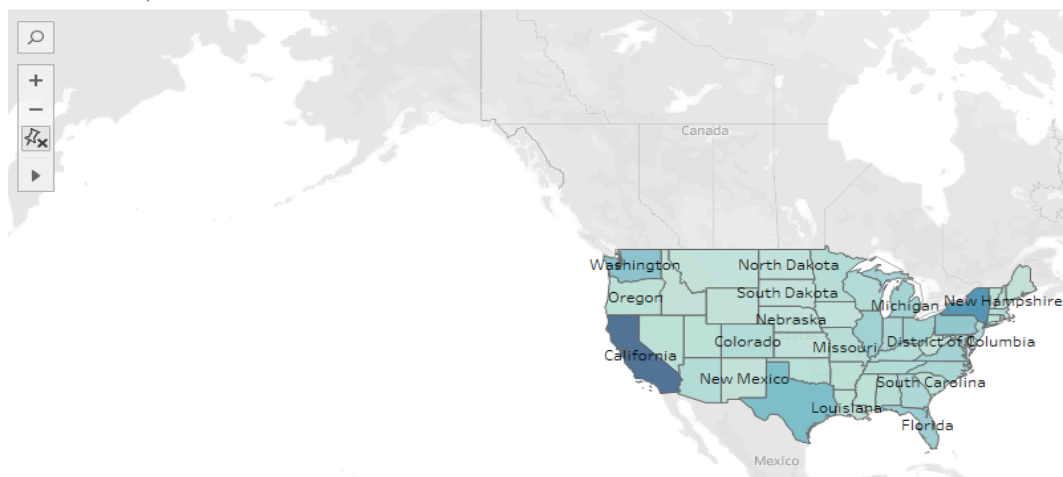 Canada
Washington
North Dakota
Oregon
South Dakota
Michigan
New Hampshire
Nebraska
Colorado
Missouri
District of Columbia
California
New Mexico
South Carolina
Louisiana
Florida
Mexico